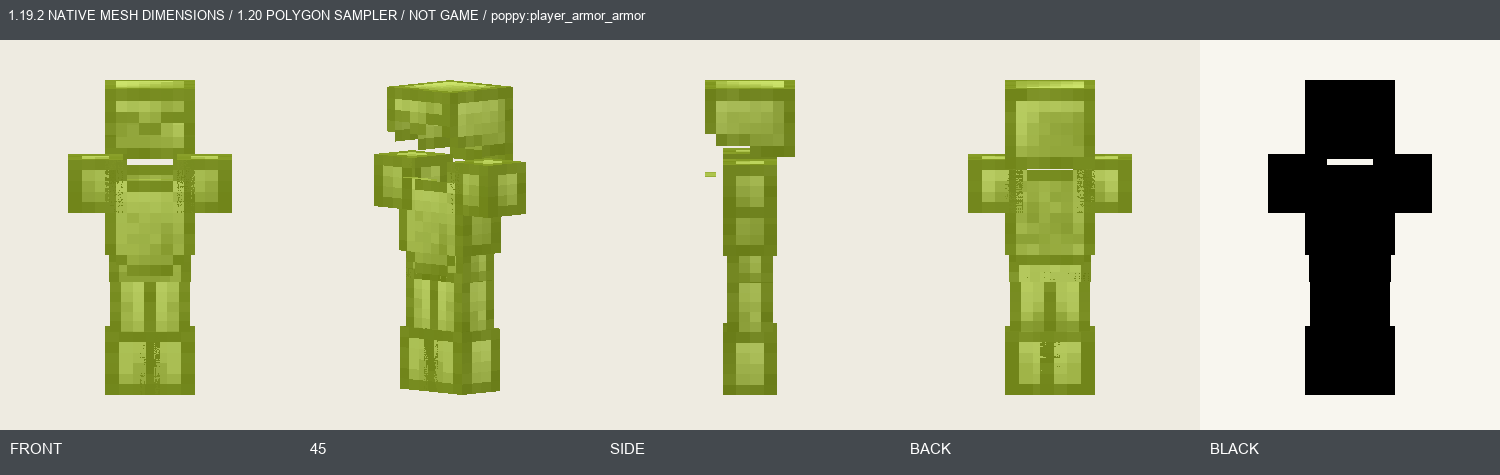 1.19.2 NATIVE MESH DIMENSIONS / 1.20 POLYGON SAMPLER / NOT GAME / poppy:player_armor_armor
FRONT 45 SIDE BACK BLACK